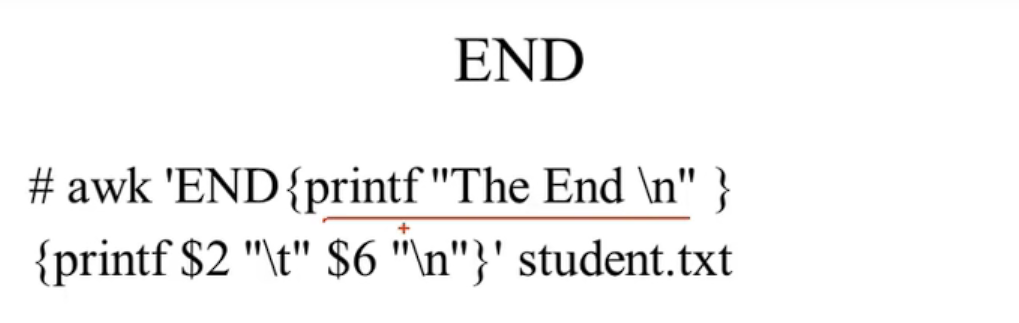 END
# awk 'END{printf "The End \n" }
{printf $2 "\t" $6 "\n"}' student.txt